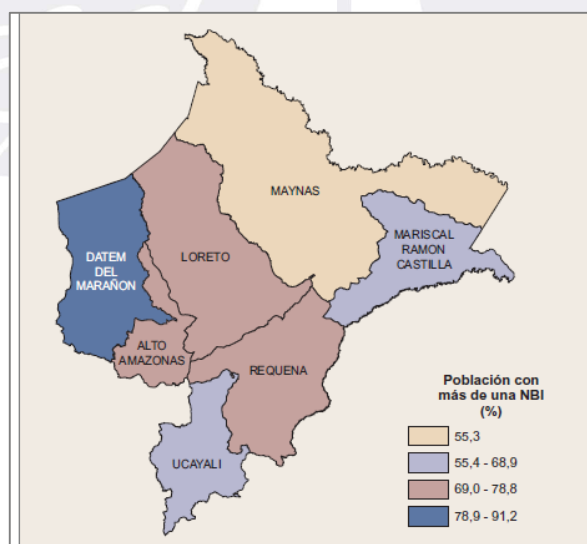 MAYNAS
MARISCAL
RAMON
CASTILLA
DATEM
DEL
MARAÑON
LORETO
ALTO
AMAZONAS
REQUENA
UCAYALI
Población con
más de una NBI
(%)
55,3
55,4 - 68,9
69,0 - 78,8
78,9 - 91,2